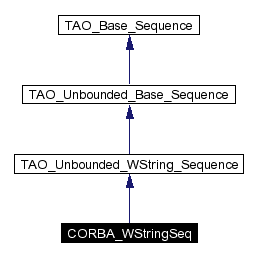 TAO_Base_Sequence
TAO_Unbounded_Base_Sequence
TAO_Unbounded_WString_Sequence
CORBA_WStringSeq